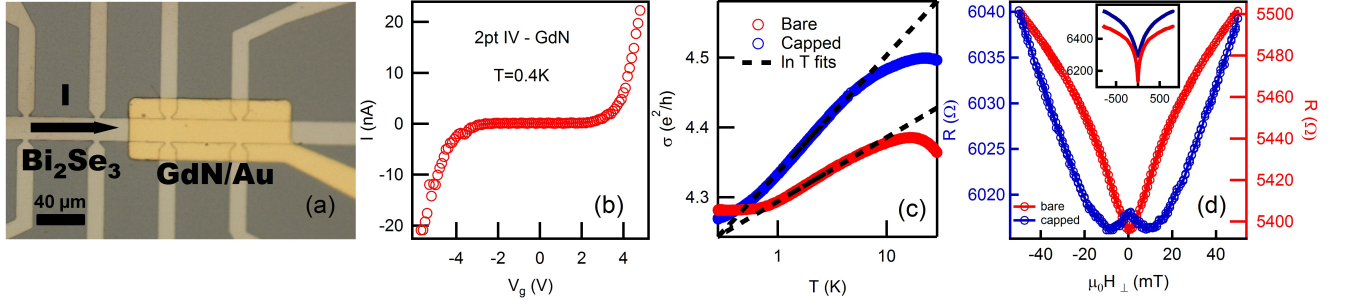 I
Bi₂Se₃
GdN/Au
40 µm
(a)
20
10
0
-10
-20
I (nA)
2pt IV - GdN
T=0.4K
(b)
-4
-2
0
2
4
V_g (V)
4.5
4.4
4.3
σ (e²/h)
Bare
Capped
ln T fits
(c)
1
10
T (K)
6040
6035
6030
6025
6020
R (Ω)
6400
6200
-500
500
bare
capped
(d)
-40
-20
0
20
40
μ₀H⊥ (mT)
5500
5480
5460
5440
5420
5400
R (Ω)